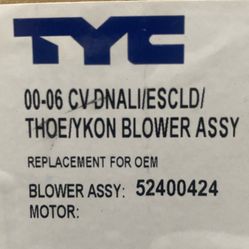 TYC
00-06 CV DNALI/ESCLD/
THOE/YKON BLOWER ASSY
REPLACEMENT FOR OEM
BLOWER ASSY: 52400424
MOTOR: